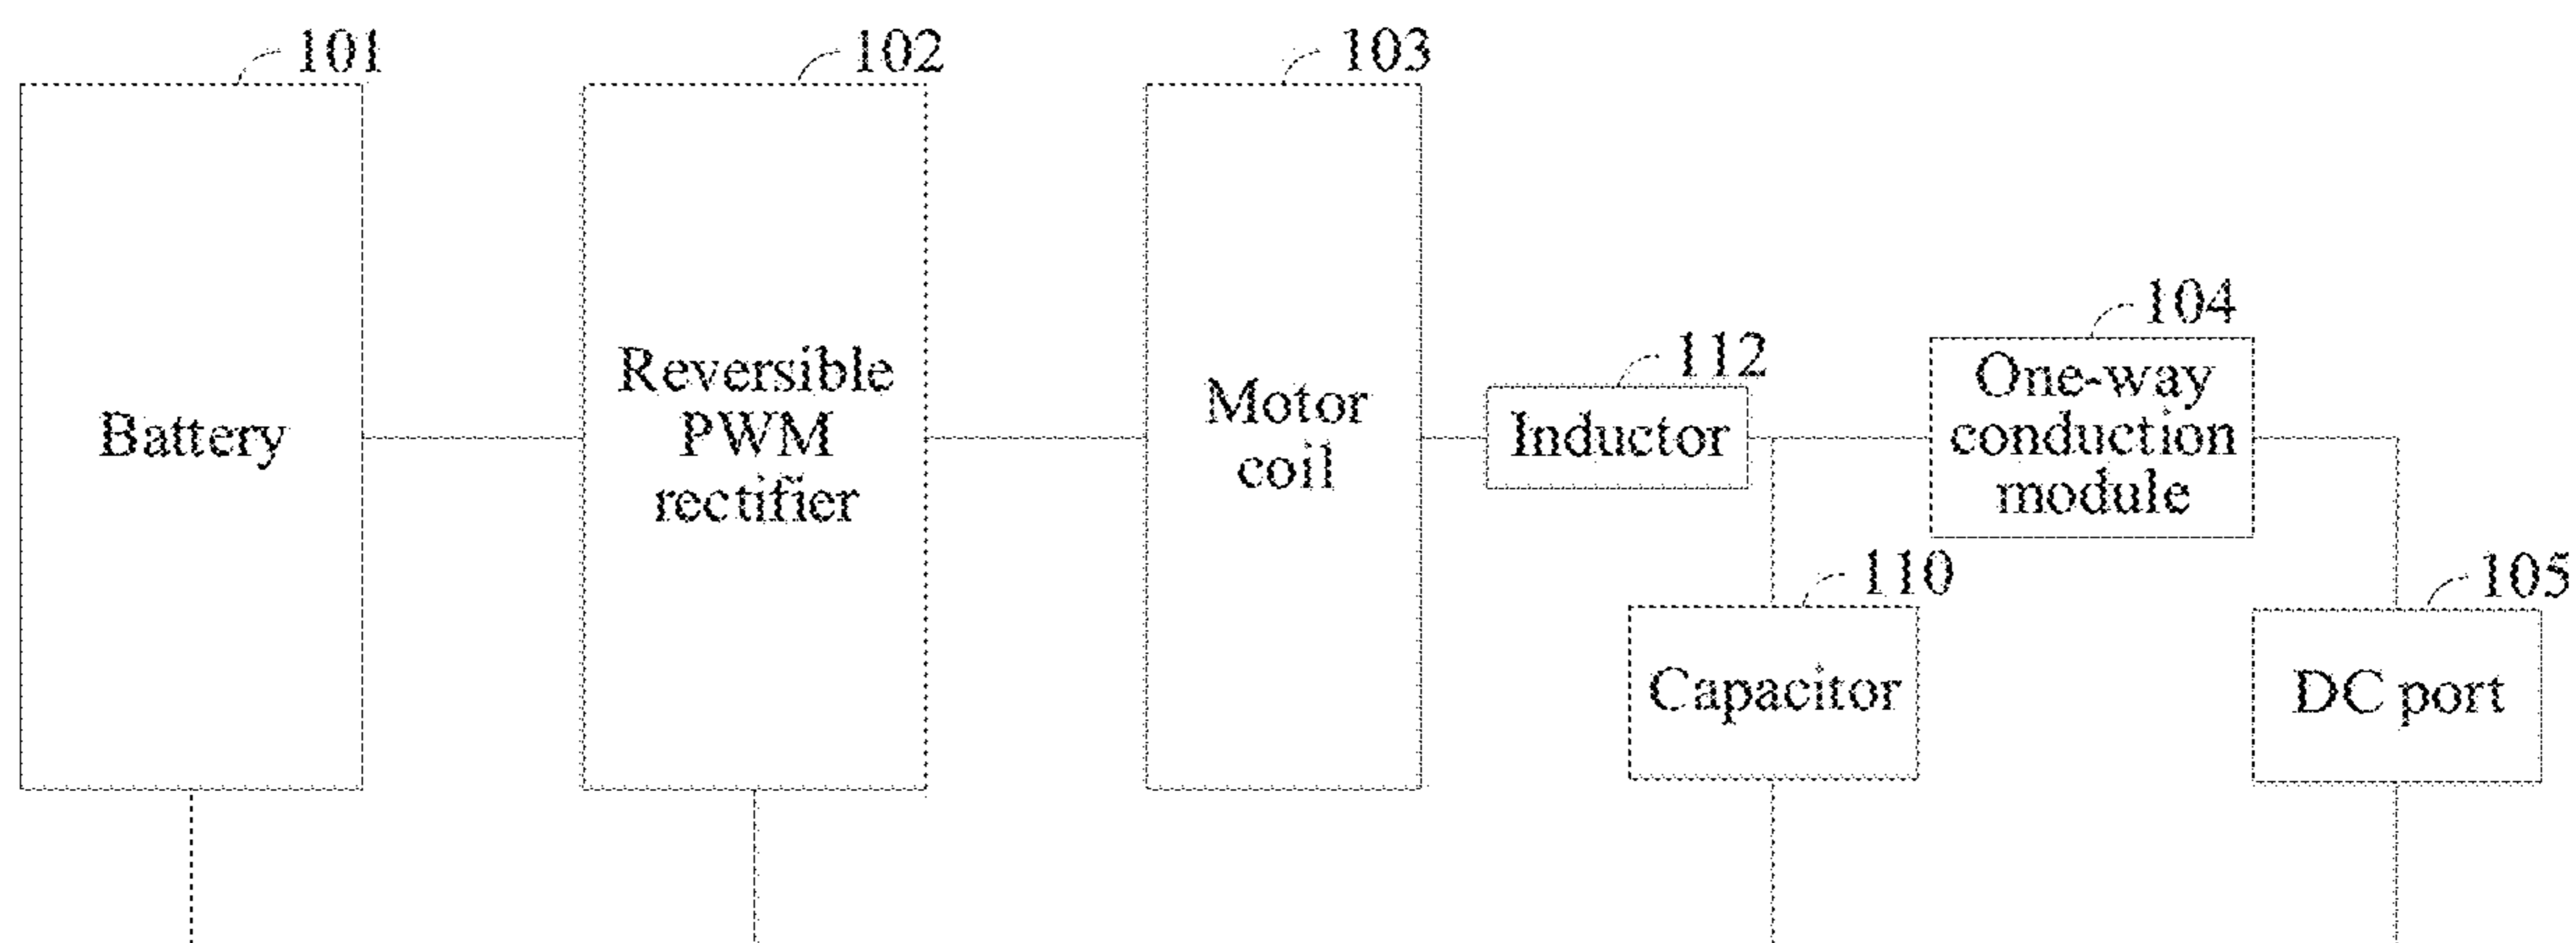 101
102
103
104
112
110
105
Battery
Reversible
PWM
rectifier
Motor
coil
Inductor
One-way
conduction
module
Capacitor
DC port